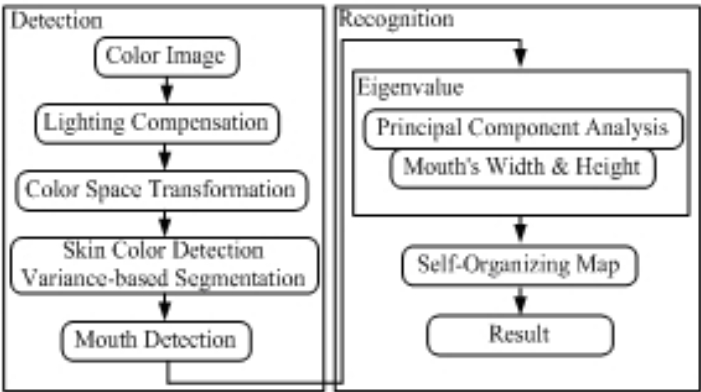 Detection
Color Image
Lighting Compensation
Color Space Transformation
Skin Color Detection
Variance-based Segmentation
Mouth Detection
Recognition
Eigenvalue
Principal Component Analysis
Mouth's Width & Height
Self-Organizing Map
Result